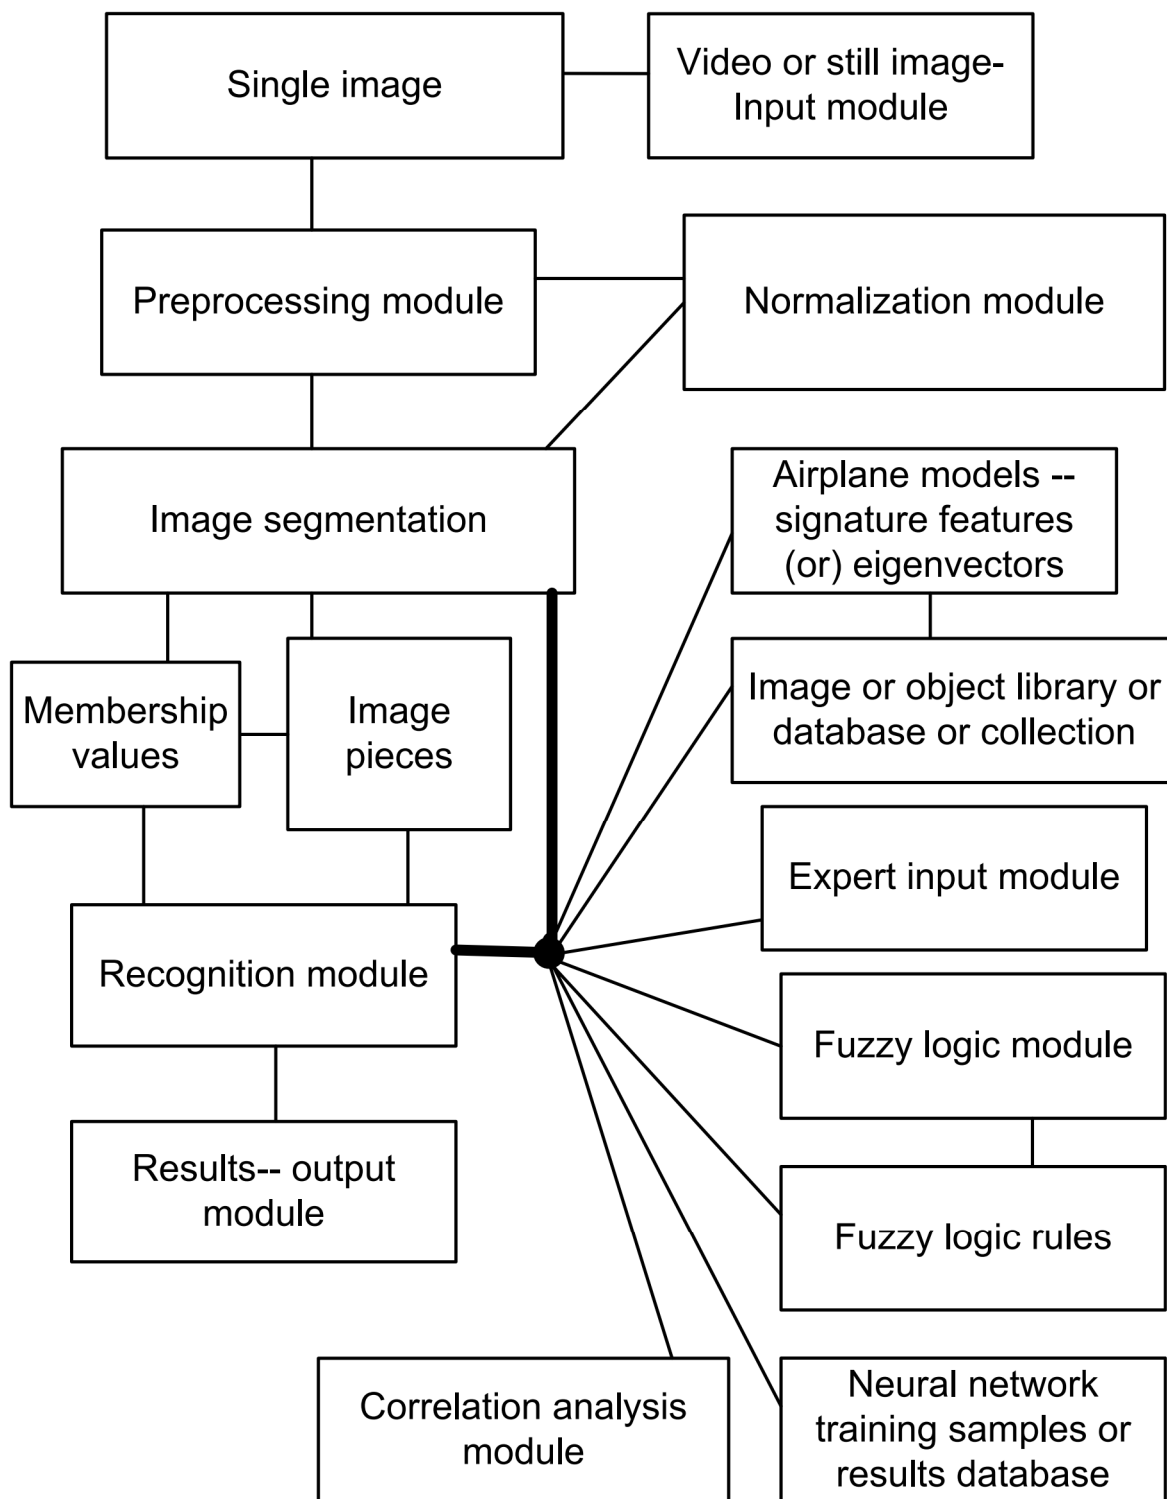 Single image
Video or still image-
Input module
Preprocessing module
Normalization module
Image segmentation
Airplane models --
signature features
(or) eigenvectors
Membership
values
Image
pieces
Image or object library or
database or collection
Expert input module
Recognition module
Fuzzy logic module
Results-- output
module
Fuzzy logic rules
Correlation analysis
module
Neural network
training samples or
results database